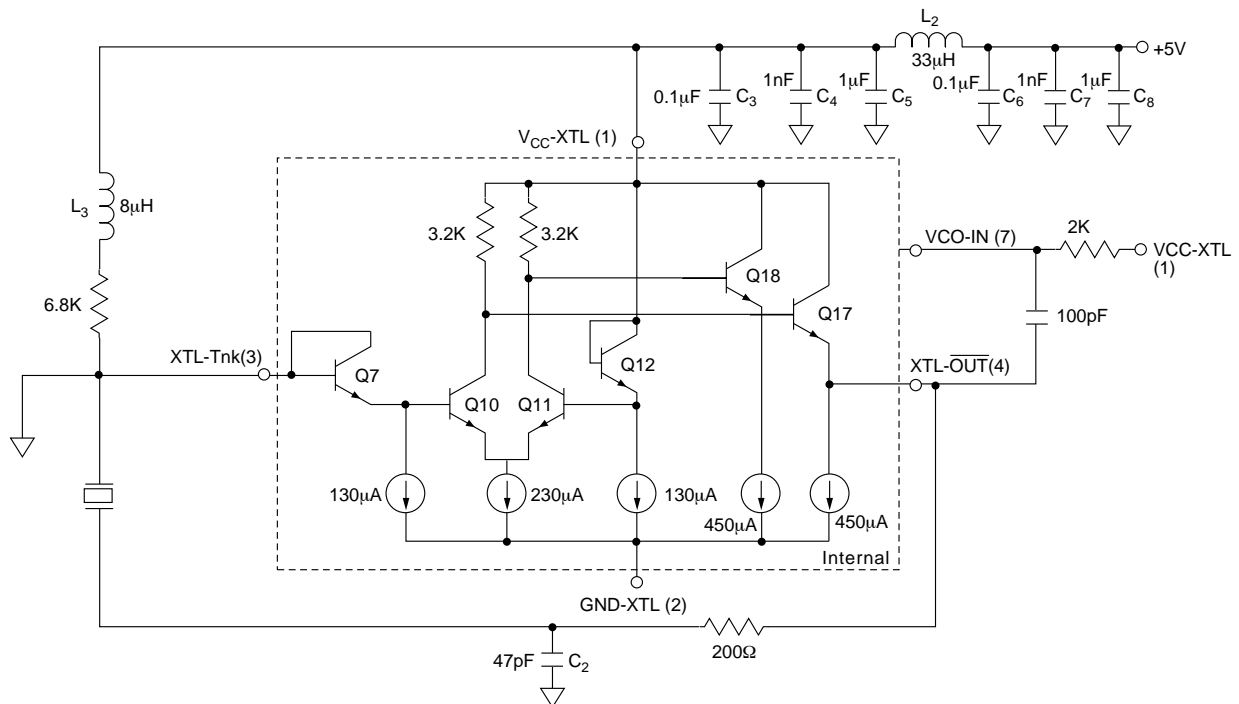 L2
33μH
+5V
0.1μF
C3
1nF
C4
1μF
C5
0.1μF
C6
1nF
C7
1μF
C8
VCC-XTL (1)
L3
8μH
3.2K
3.2K
VCO-IN (7)
2K
VCC-XTL
(1)
Q18
Q17
6.8K
100pF
XTL-Tnk(3)
Q7
Q12
XTL-O̅U̅T̅(4)
Q10
Q11
130μA
230μA
130μA
450μA
450μA
Internal
GND-XTL (2)
47pF
C2
200Ω